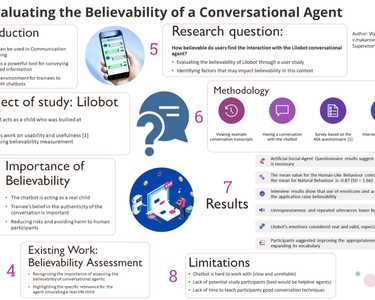 valuating the Believability of a Conversational Agent
duction
an be used in Communication
s a powerful tool for conveying
d information
environment for trainees to
th chatbots
5
Research question:
How believable do users find the interaction with the Lilobot conversational
agent?
Evaluating the believability of Lilobot through a user study
Identifying factors that may impact believability in this context
Author: Vla
v.makarov
Supervisor
ect of study: Lilobot
t acts as a child who was bullied at
s work on usability and usefulness [1]
ing believability measurement
6
Methodology
Viewing example
conversation transcripts
Having a conversation
with the chatbot
Survey based on the
ASA questionnaire [2]
Interview
Importance of
Believability
The chatbot is acting as a real child
Trainee's belief in the authenticity of the
conversation is important
Reducing risks and avoiding harm to human
participants
7
Results
Artificial Social Agent Questionnaire results suggest
is necessary
The mean value for the Human-Like Behaviour const
the mean for Natural Behaviour is -0.87 (SD = 1.56)
Interview results show that use of emoticons and
the application raise believability
Unresponsiveness and repeated utterances lower
Lilobot's emotions considered real and valid, especia
Participants suggested improving the appropriatenes
expanding its vocabulary
4
Existing Work:
Believability Assessment
Recognising the importance of assessing the
believability of conversational agents
Highlighting the specific relevance for the
agent simulating a real-life child
8
Limitations
Chatbot is hard to work with (slow and unreliable)
Lack of potential study participants (best would be helpline agents)
Lack of time to teach participants good conversation techniques